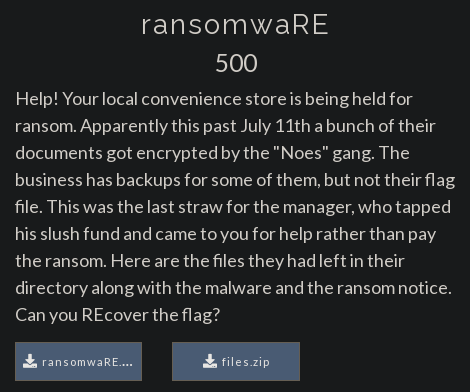 ransomwaRE
500
Help! Your local convenience store is being held for
ransom. Apparently this past July 11th a bunch of their
documents got encrypted by the "Noes" gang. The
business has backups for some of them, but not their flag
file. This was the last straw for the manager, who tapped
his slush fund and came to you for help rather than pay
the ransom. Here are the files they had left in their
directory along with the malware and the ransom notice.
Can you REcover the flag?
ransomwaRE.... files.zip